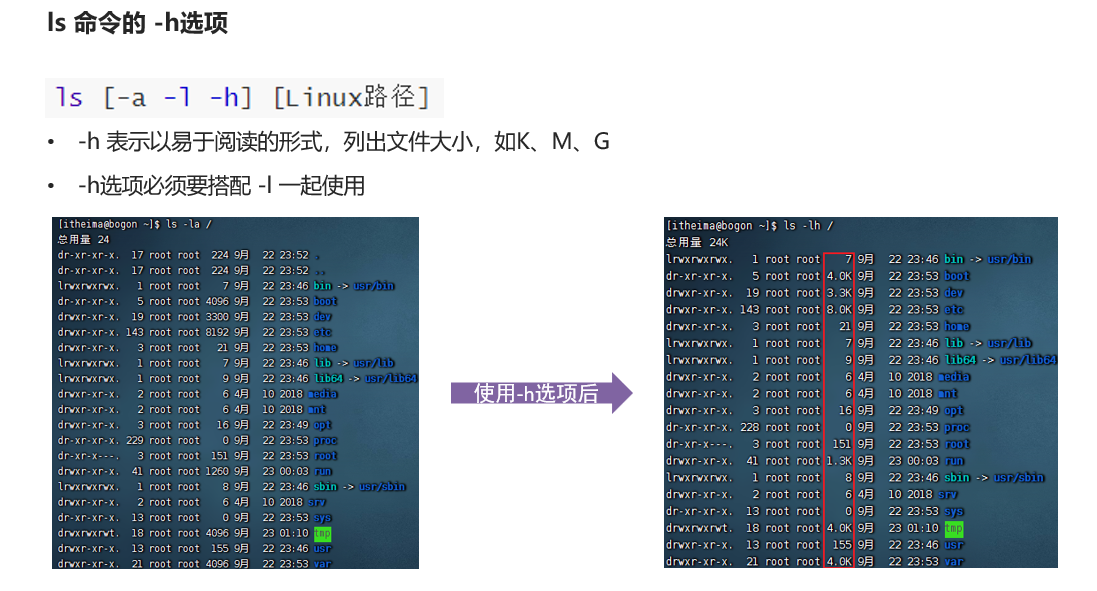 ls 命令的 -h选项
ls [-a -l -h] [Linux路径]
• -h 表示以易于阅读的形式，列出文件大小，如K、M、G
• -h选项必须要搭配 -l 一起使用
[itheima@bogon ~]$ ls -la /
总用量 24
dr-xr-xr-x. 17 root root 224 9月 22 23:52 .
dr-xr-xr-x. 17 root root 224 9月 22 23:52 ..
lrwxrwxrwx. 1 root root 7 9月 22 23:46 bin -> usr/bin
dr-xr-xr-x. 5 root root 4096 9月 22 23:53 boot
drwxr-xr-x. 19 root root 3300 9月 22 23:53 dev
drwxr-xr-x. 143 root root 8192 9月 22 23:53 etc
drwxr-xr-x. 3 root root 21 9月 22 23:53 home
lrwxrwxrwx. 1 root root 7 9月 22 23:46 lib -> usr/lib
lrwxrwxrwx. 1 root root 9 9月 22 23:46 lib64 -> usr/lib64
drwxr-xr-x. 2 root root 6 4月 10 2018 media
drwxr-xr-x. 2 root root 6 4月 10 2018 mnt
drwxr-xr-x. 3 root root 16 9月 22 23:49 opt
dr-xr-xr-x. 229 root root 0 9月 22 23:53 proc
dr-xr-x---. 3 root root 151 9月 22 23:53 root
drwxr-xr-x. 41 root root 1260 9月 23 00:03 run
lrwxrwxrwx. 1 root root 8 9月 22 23:46 sbin -> usr/sbin
drwxr-xr-x. 2 root root 6 4月 10 2018 srv
dr-xr-xr-x. 13 root root 0 9月 22 23:53 sys
drwxrwxrwt. 18 root root 4096 9月 23 01:10 tmp
drwxr-xr-x. 13 root root 155 9月 22 23:46 usr
drwxr-xr-x. 21 root root 4096 9月 22 23:53 var
使用-h选项后
[itheima@bogon ~]$ ls -lh /
总用量 24K
lrwxrwxrwx. 1 root root 7 9月 22 23:46 bin -> usr/bin
dr-xr-xr-x. 5 root root 4.0K 9月 22 23:53 boot
drwxr-xr-x. 19 root root 3.3K 9月 22 23:53 dev
drwxr-xr-x. 143 root root 8.0K 9月 22 23:53 etc
drwxr-xr-x. 3 root root 21 9月 22 23:53 home
lrwxrwxrwx. 1 root root 7 9月 22 23:46 lib -> usr/lib
lrwxrwxrwx. 1 root root 9 9月 22 23:46 lib64 -> usr/lib64
drwxr-xr-x. 2 root root 6 4月 10 2018 media
drwxr-xr-x. 2 root root 6 4月 10 2018 mnt
drwxr-xr-x. 3 root root 16 9月 22 23:49 opt
dr-xr-xr-x. 228 root root 0 9月 22 23:53 proc
dr-xr-x---. 3 root root 151 9月 22 23:53 root
drwxr-xr-x. 41 root root 1.3K 9月 23 00:03 run
lrwxrwxrwx. 1 root root 8 9月 22 23:46 sbin -> usr/sbin
drwxr-xr-x. 2 root root 6 4月 10 2018 srv
dr-xr-xr-x. 13 root root 0 9月 22 23:53 sys
drwxrwxrwt. 18 root root 4.0K 9月 23 01:10 tmp
drwxr-xr-x. 13 root root 155 9月 22 23:46 usr
drwxr-xr-x. 21 root root 4.0K 9月 22 23:53 var